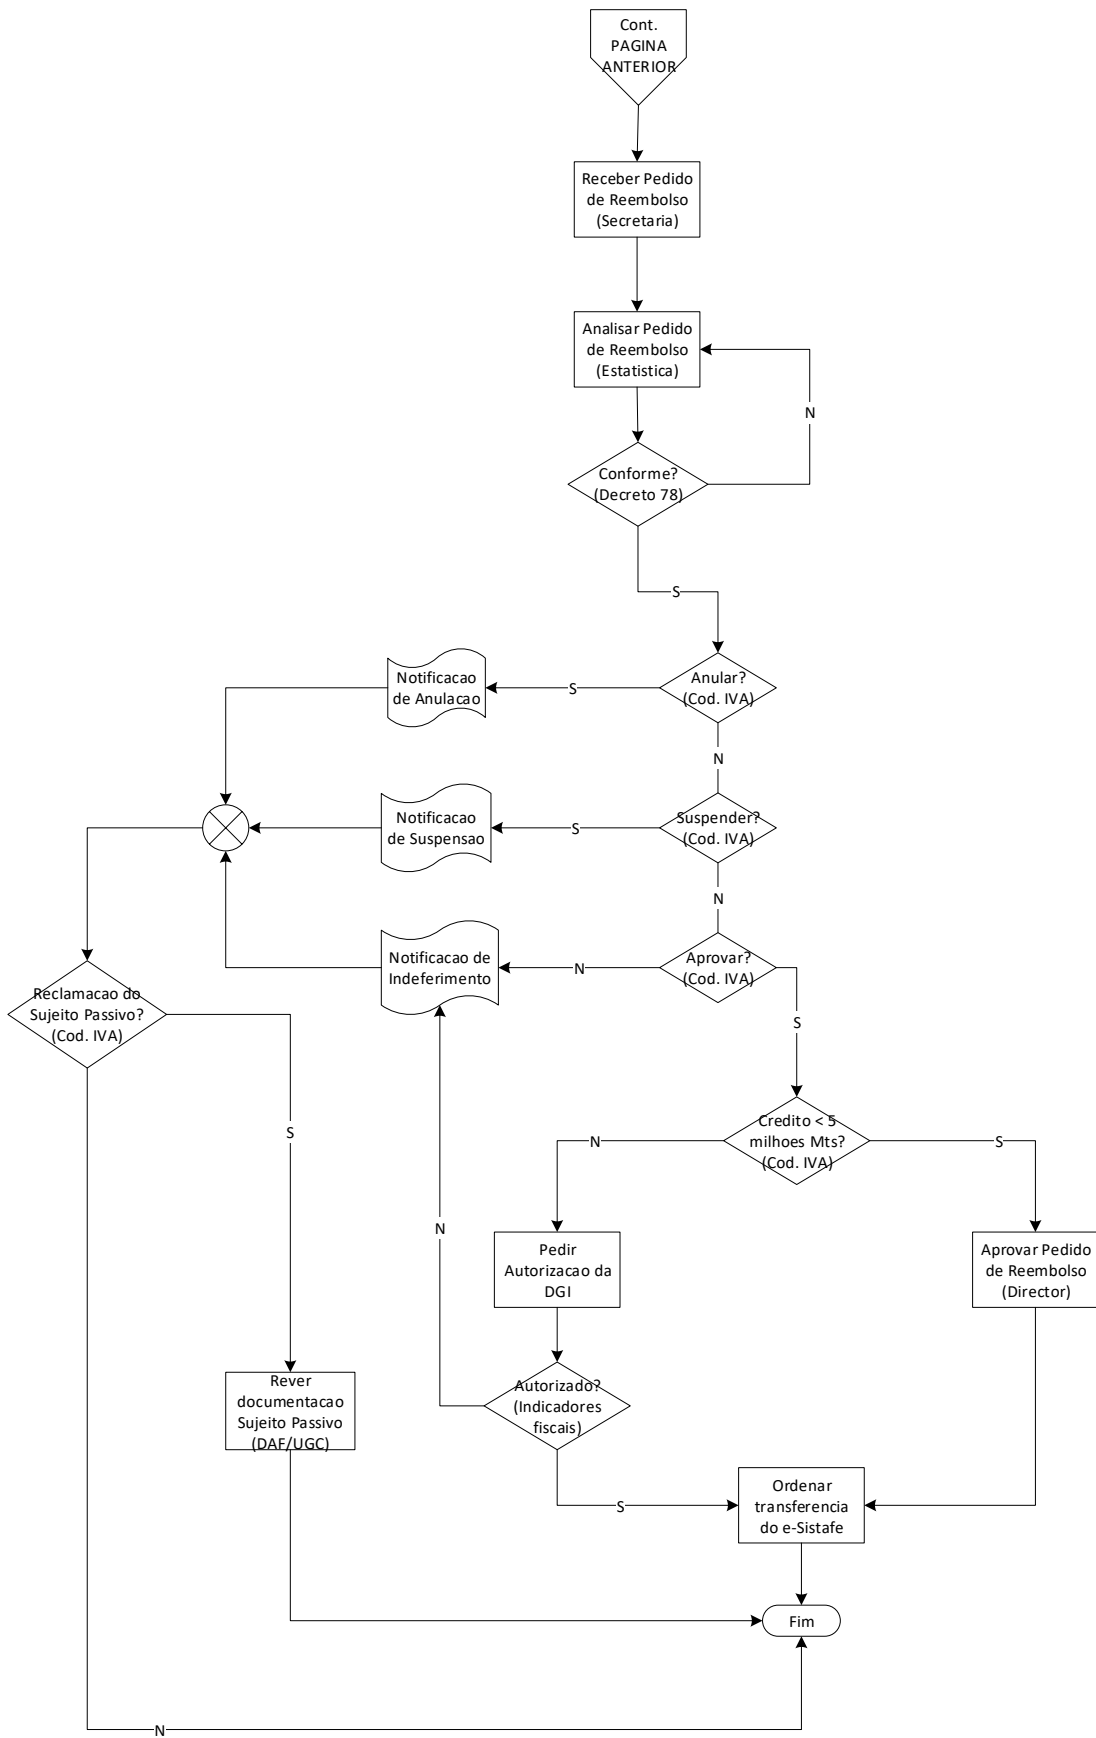 Cont.
PAGINA
ANTERIOR
Receber Pedido
de Reembolso
(Secretaria)
Analisar Pedido
de Reembolso
(Estatistica)
N
Conforme?
(Decreto 78)
S
Notificacao
de Anulacao
S
Anular?
(Cod. IVA)
N
Notificacao
de Suspensao
S
Suspender?
(Cod. IVA)
N
Notificacao de
Indeferimento
N
Aprovar?
(Cod. IVA)
S
Reclamacao do
Sujeito Passivo?
(Cod. IVA)
S
N
Credito < 5
milhoes Mts?
(Cod. IVA)
S
N
Pedir
Autorizacao da
DGI
Aprovar Pedido
de Reembolso
(Director)
Rever
documentacao
Sujeito Passivo
(DAF/UGC)
Autorizado?
(Indicadores
fiscais)
S
Ordenar
transferencia
do e-Sistafe
Fim
N